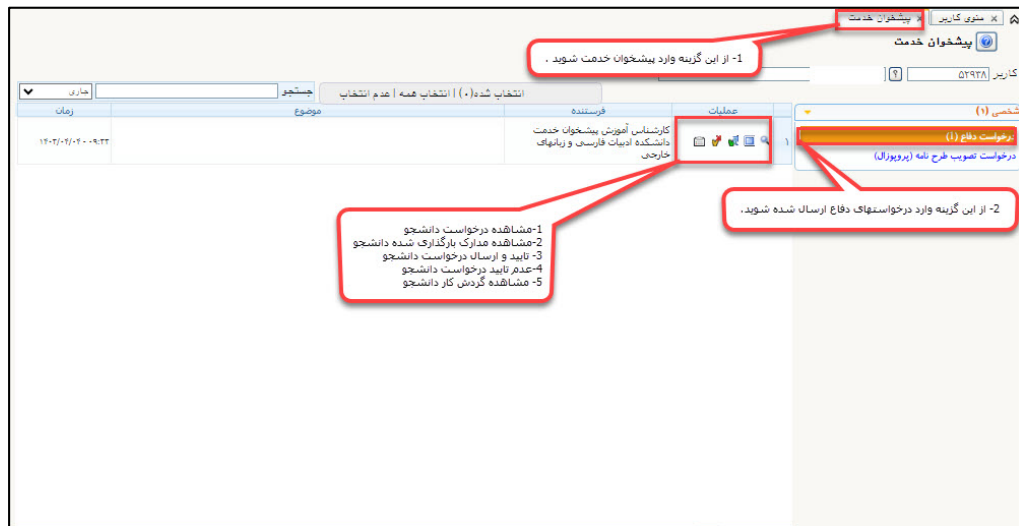 منوی کاربر
پیشخوان خدمت
پیشخوان خدمت
1- از این گزینه وارد پیشخوان خدمت شوید .
کاربر ۵۲۹۳۸ ?
انتخاب شده(۰) | انتخاب همه | عدم انتخاب
جستجو
جاری
شخصی (۱)
درخواست دفاع (1)
درخواست تصویب طرح نامه (پروپوزال)
عملیات
فرستنده
موضوع
زمان
۱
کارشناس آموزش پیشخوان خدمت
دانشکده ادبیات فارسی و زبانهای
خارجی
۱۴۰۳/۰۴/۰۴ - ۰۹:۳۳
2- از این گزینه وارد درخواستهای دفاع ارسال شده شوید.
1-مشاهده درخواست دانشجو
2-مشاهده مدارک بارگذاری شده دانشجو
3- تایید و ارسال درخواست دانشجو
4-عدم تایید درخواست دانشجو
5- مشاهده گردش کار دانشجو